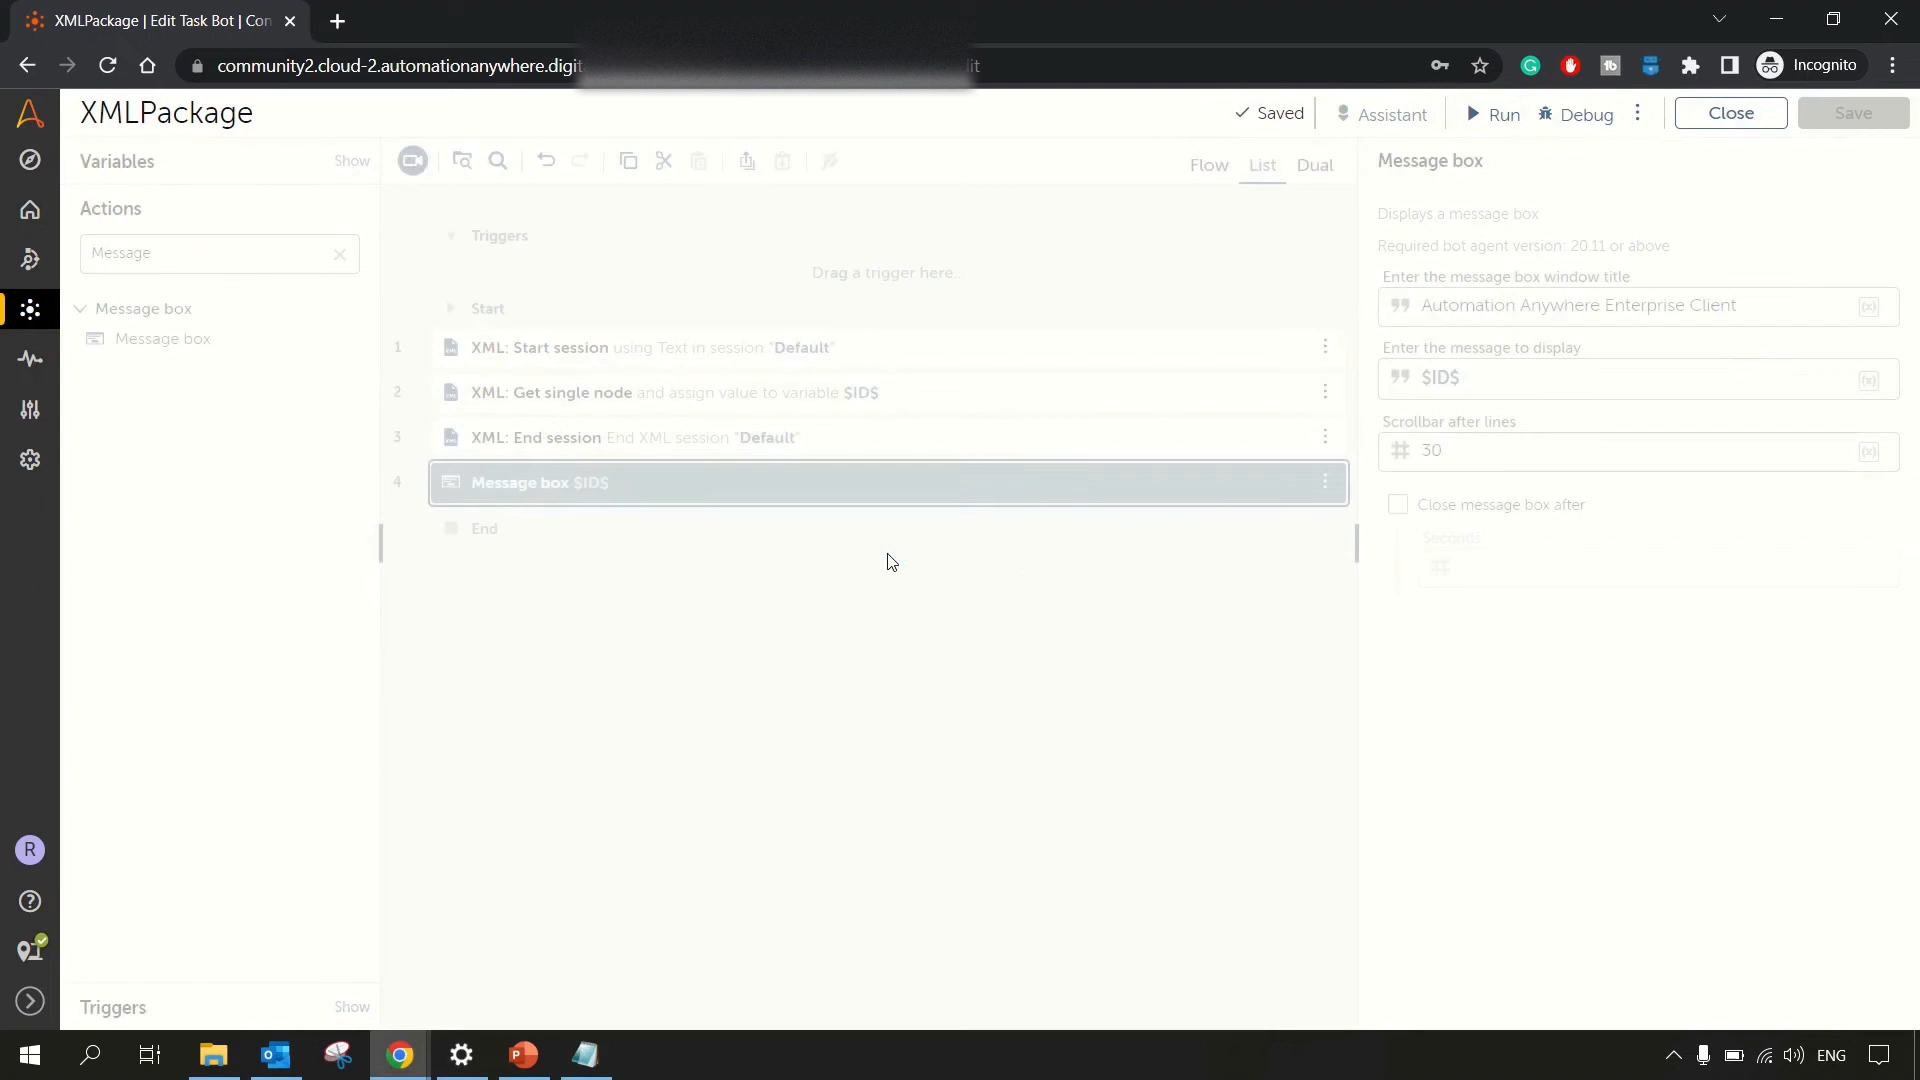 XMLPackage | Edit Task Bot | Con
community2.cloud-2.automationanywhere.digit
it
Incognito
XMLPackage
Saved
Assistant
Run
Debug
Close
Save
Variables
Show
Flow
List
Dual
Message box
Actions
Message
Message box
Message box
Triggers
Drag a trigger here..
Start
1
XML: Start session using Text in session "Default"
2
XML: Get single node and assign value to variable $ID$
3
XML: End session End XML session "Default"
4
Message box $ID$
End
Displays a message box
Required bot agent version: 20.11 or above
Enter the message box window title
Automation Anywhere Enterprise Client
(x)
Enter the message to display
$ID$
(x)
Scrollbar after lines
30
(x)
Close message box after
Seconds
R
Triggers
Show
ENG